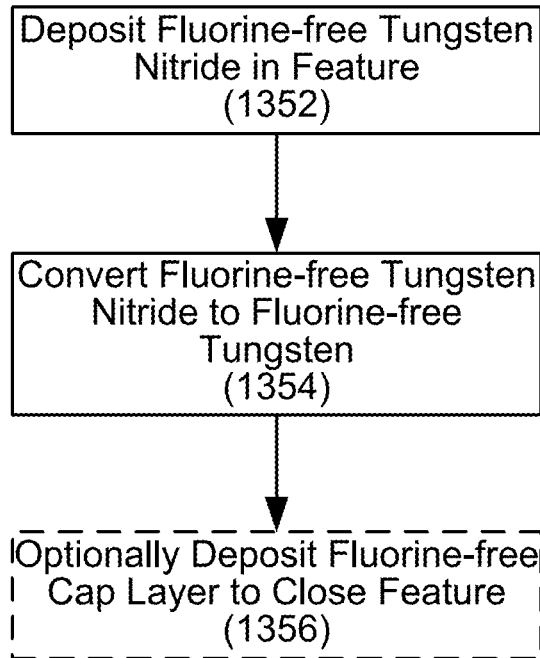 Deposit Fluorine-free Tungsten
Nitride in Feature
(1352)
Convert Fluorine-free Tungsten
Nitride to Fluorine-free
Tungsten
(1354)
Optionally Deposit Fluorine-free
Cap Layer to Close Feature
(1356)